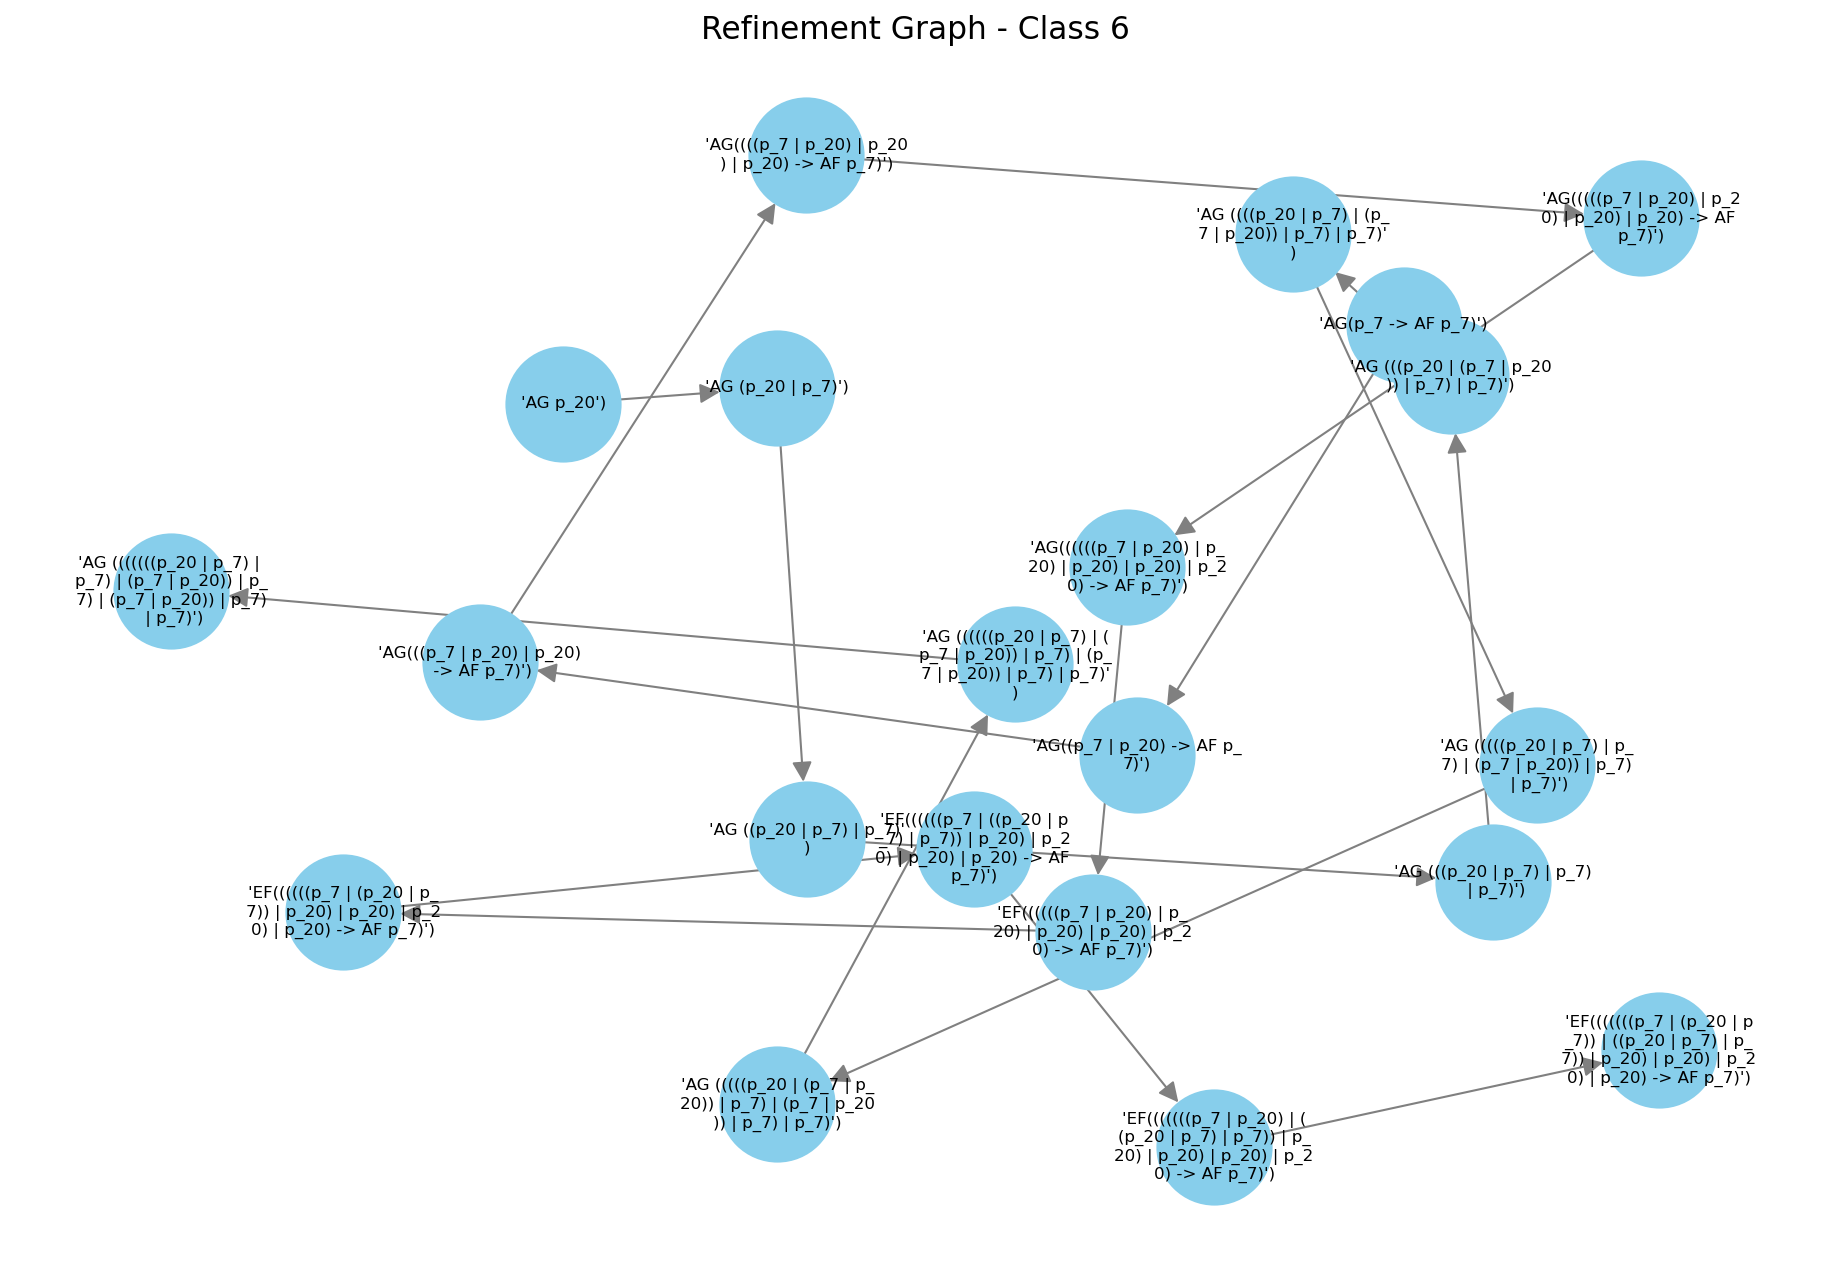 Refinement Graph - Class 6
'AG((((p_7 | p_20) | p_20
) | p_20) -> AF p_7)')
'AG(((((p_7 | p_20) | p_2
0) | p_20) | p_20) -> AF
p_7)')
'AG ((((p_20 | p_7) | (p_
7 | p_20)) | p_7) | p_7)'
)
'AG(p_7 -> AF p_7)')
'AG (((p_20 | (p_7 | p_20
)) | p_7) | p_7)')
'AG (p_20 | p_7)')
'AG p_20')
'AG((((((p_7 | p_20) | p_
20) | p_20) | p_20) | p_2
0) -> AF p_7)')
'AG (((((((p_20 | p_7) |
p_7) | (p_7 | p_20)) | p_
7) | (p_7 | p_20)) | p_7)
| p_7)')
'AG(((p_7 | p_20) | p_20)
-> AF p_7)')
'AG ((((((p_20 | p_7) | (
p_7 | p_20)) | p_7) | (p_
7 | p_20)) | p_7) | p_7)'
)
'AG((p_7 | p_20) -> AF p_
7)')
'AG (((((p_20 | p_7) | p_
7) | (p_7 | p_20)) | p_7)
| p_7)')
'AG ((p_20 | p_7) | p_7)'
)
'EF((((((p_7 | ((p_20 | p
_7) | p_7)) | p_20) | p_2
0) | p_20) | p_20) -> AF
p_7)')
'AG (((p_20 | p_7) | p_7)
| p_7)')
'EF((((((p_7 | (p_20 | p_
7)) | p_20) | p_20) | p_2
0) | p_20) -> AF p_7)')
'EF((((((p_7 | p_20) | p_
20) | p_20) | p_20) | p_2
0) -> AF p_7)')
'EF(((((((p_7 | (p_20 | p
_7)) | ((p_20 | p_7) | p_
7)) | p_20) | p_20) | p_2
0) | p_20) -> AF p_7)')
'AG (((((p_20 | (p_7 | p_
20)) | p_7) | (p_7 | p_20
)) | p_7) | p_7)')
'EF(((((((p_7 | p_20) | (
(p_20 | p_7) | p_7)) | p_
20) | p_20) | p_20) | p_2
0) -> AF p_7)')